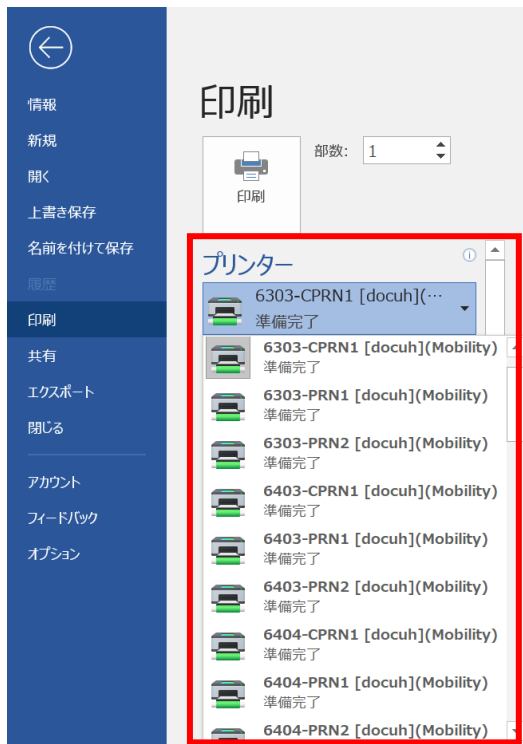 情報
新規
開く
上書き保存
名前を付けて保存
履歴
印刷
共有
エクスポート
閉じる
アカウント
フィードバック
オプション
印刷
部数: 1
印刷
プリンター
6303-CPRN1 [docuh](…
準備完了
6303-CPRN1 [docuh](Mobility)
準備完了
6303-PRN1 [docuh](Mobility)
準備完了
6303-PRN2 [docuh](Mobility)
準備完了
6403-CPRN1 [docuh](Mobility)
準備完了
6403-PRN1 [docuh](Mobility)
準備完了
6403-PRN2 [docuh](Mobility)
準備完了
6404-CPRN1 [docuh](Mobility)
準備完了
6404-PRN1 [docuh](Mobility)
準備完了
6404-PRN2 [docuh](Mobility)